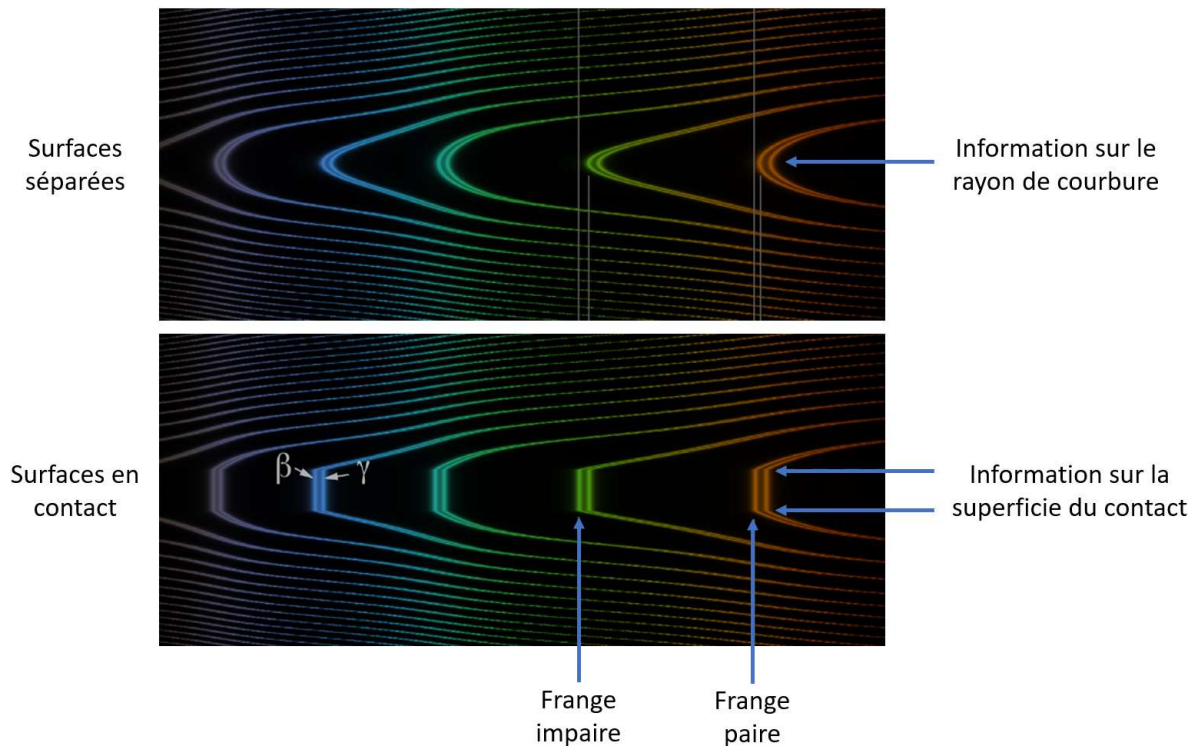 Surfaces
séparées
Information sur le
rayon de courbure
Surfaces en
contact
β γ
Information sur la
superficie du contact
Frange
impaire
Frange
paire